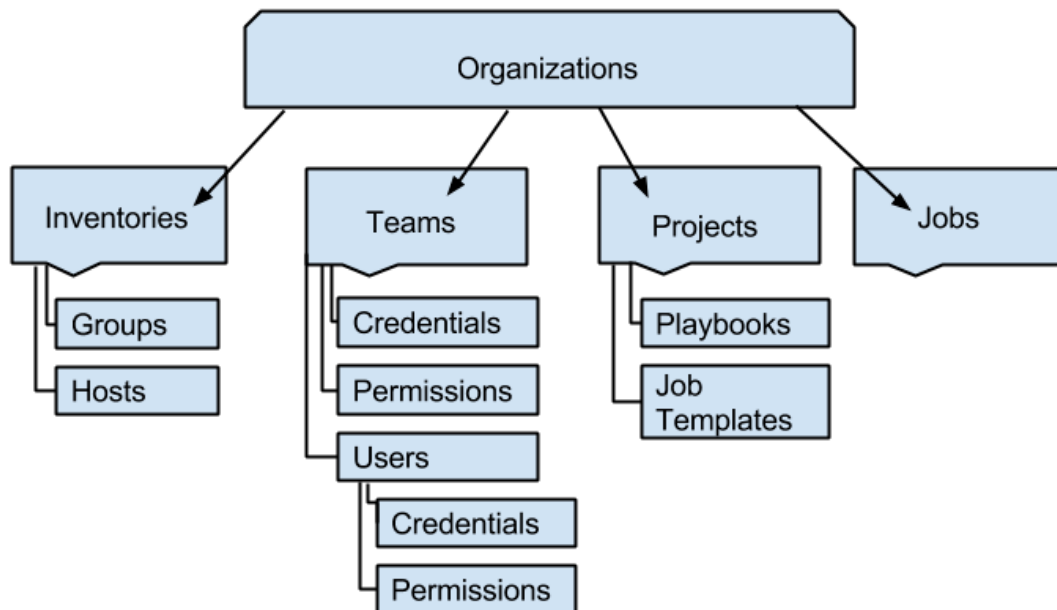 Organizations
Inventories
Teams
Projects
Jobs
Groups
Hosts
Credentials
Permissions
Users
Credentials
Permissions
Playbooks
Job
Templates